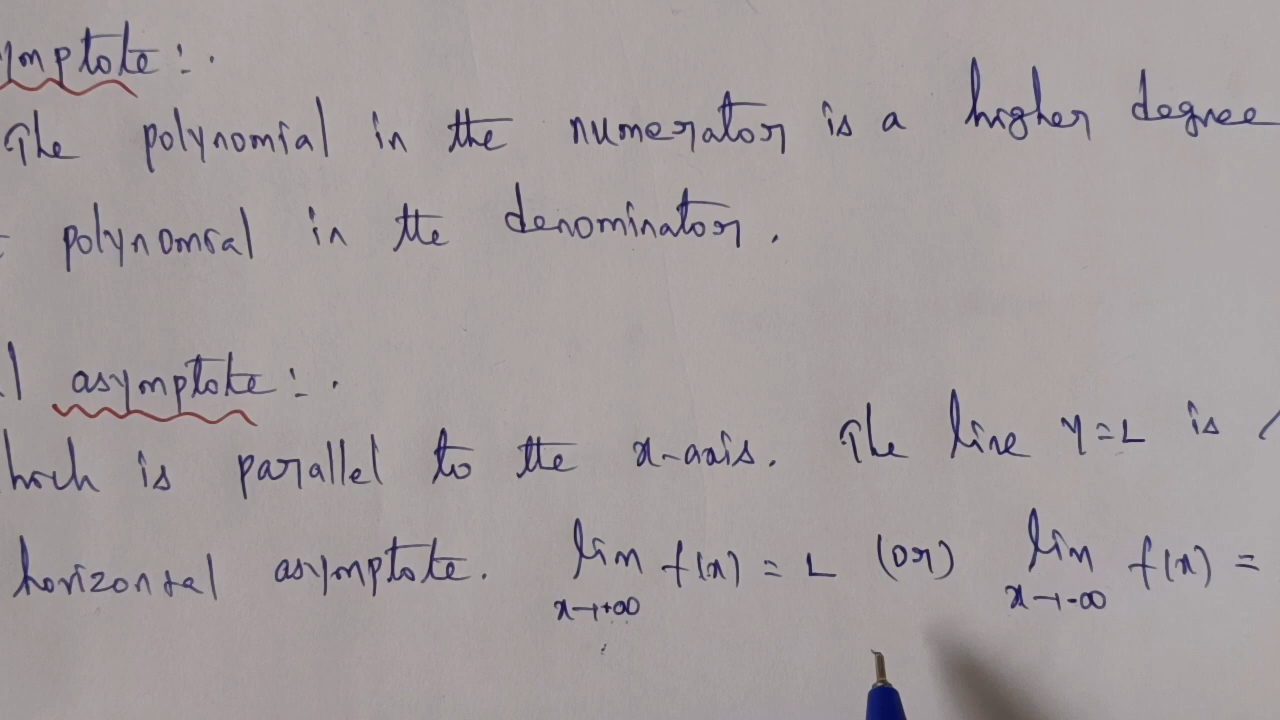 ymptote :-
The polynomial in the numerator is a higher degree
polynomial in the denominator.
l asymptote :-
hich is parallel to the x-axis. The line y=L is
horizontal asymptote. lim x→+∞ f(x) = L (or) lim x→-∞ f(x) =